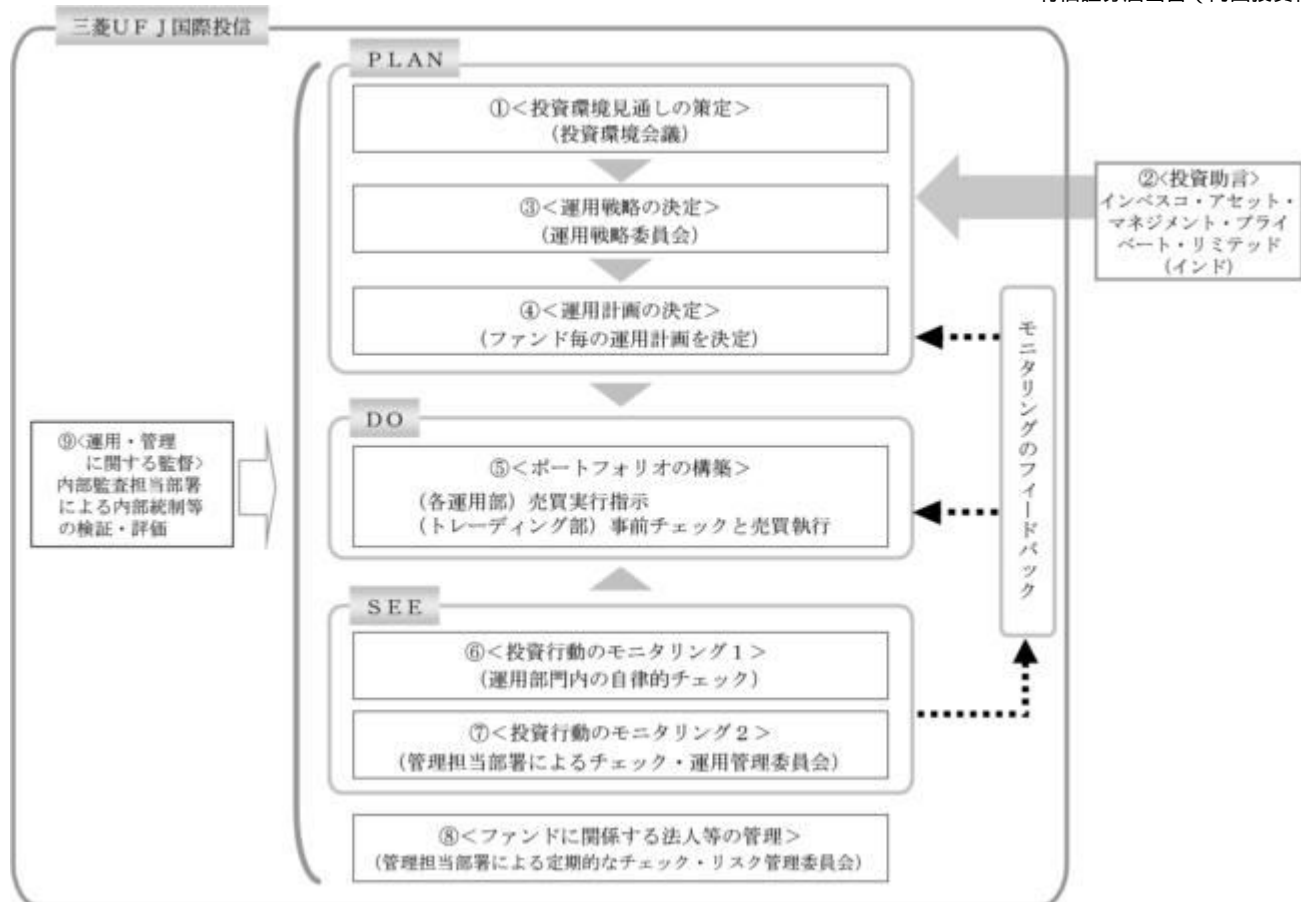 三菱UFJ国際投信
PLAN
①<投資環境見通しの策定>
(投資環境会議)
③<運用戦略の決定>
(運用戦略委員会)
④<運用計画の決定>
(ファンド毎の運用計画を決定)
②<投資助言>
インベスコ・アセット・
マネジメント・プライ
ベート・リミテッド
(インド)
モニタリングのフィードバック
DO
⑤<ポートフォリオの構築>
(各運用部)売買実行指示
(トレーディング部)事前チェックと売買執行
⑨<運用・管理
に関する監督>
内部監査担当部署
による内部統制等
の検証・評価
SEE
⑥<投資行動のモニタリング1>
(運用部門内の自律的チェック)
⑦<投資行動のモニタリング2>
(管理担当部署によるチェック・運用管理委員会)
⑧<ファンドに関係する法人等の管理>
(管理担当部署による定期的なチェック・リスク管理委員会)